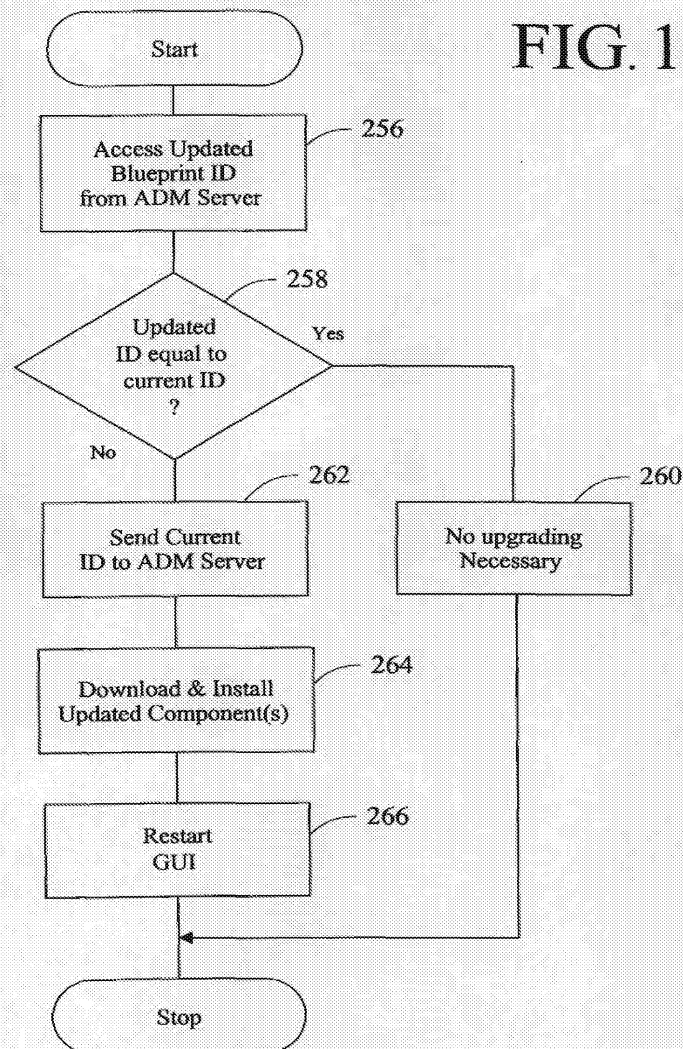 FIG. 1
Start
256
Access Updated
Blueprint ID
from ADM Server
258
Updated
ID equal to
current ID
?
Yes
No
262
Send Current
ID to ADM Server
260
No upgrading
Necessary
264
Download & Install
Updated Component(s)
266
Restart
GUI
Stop